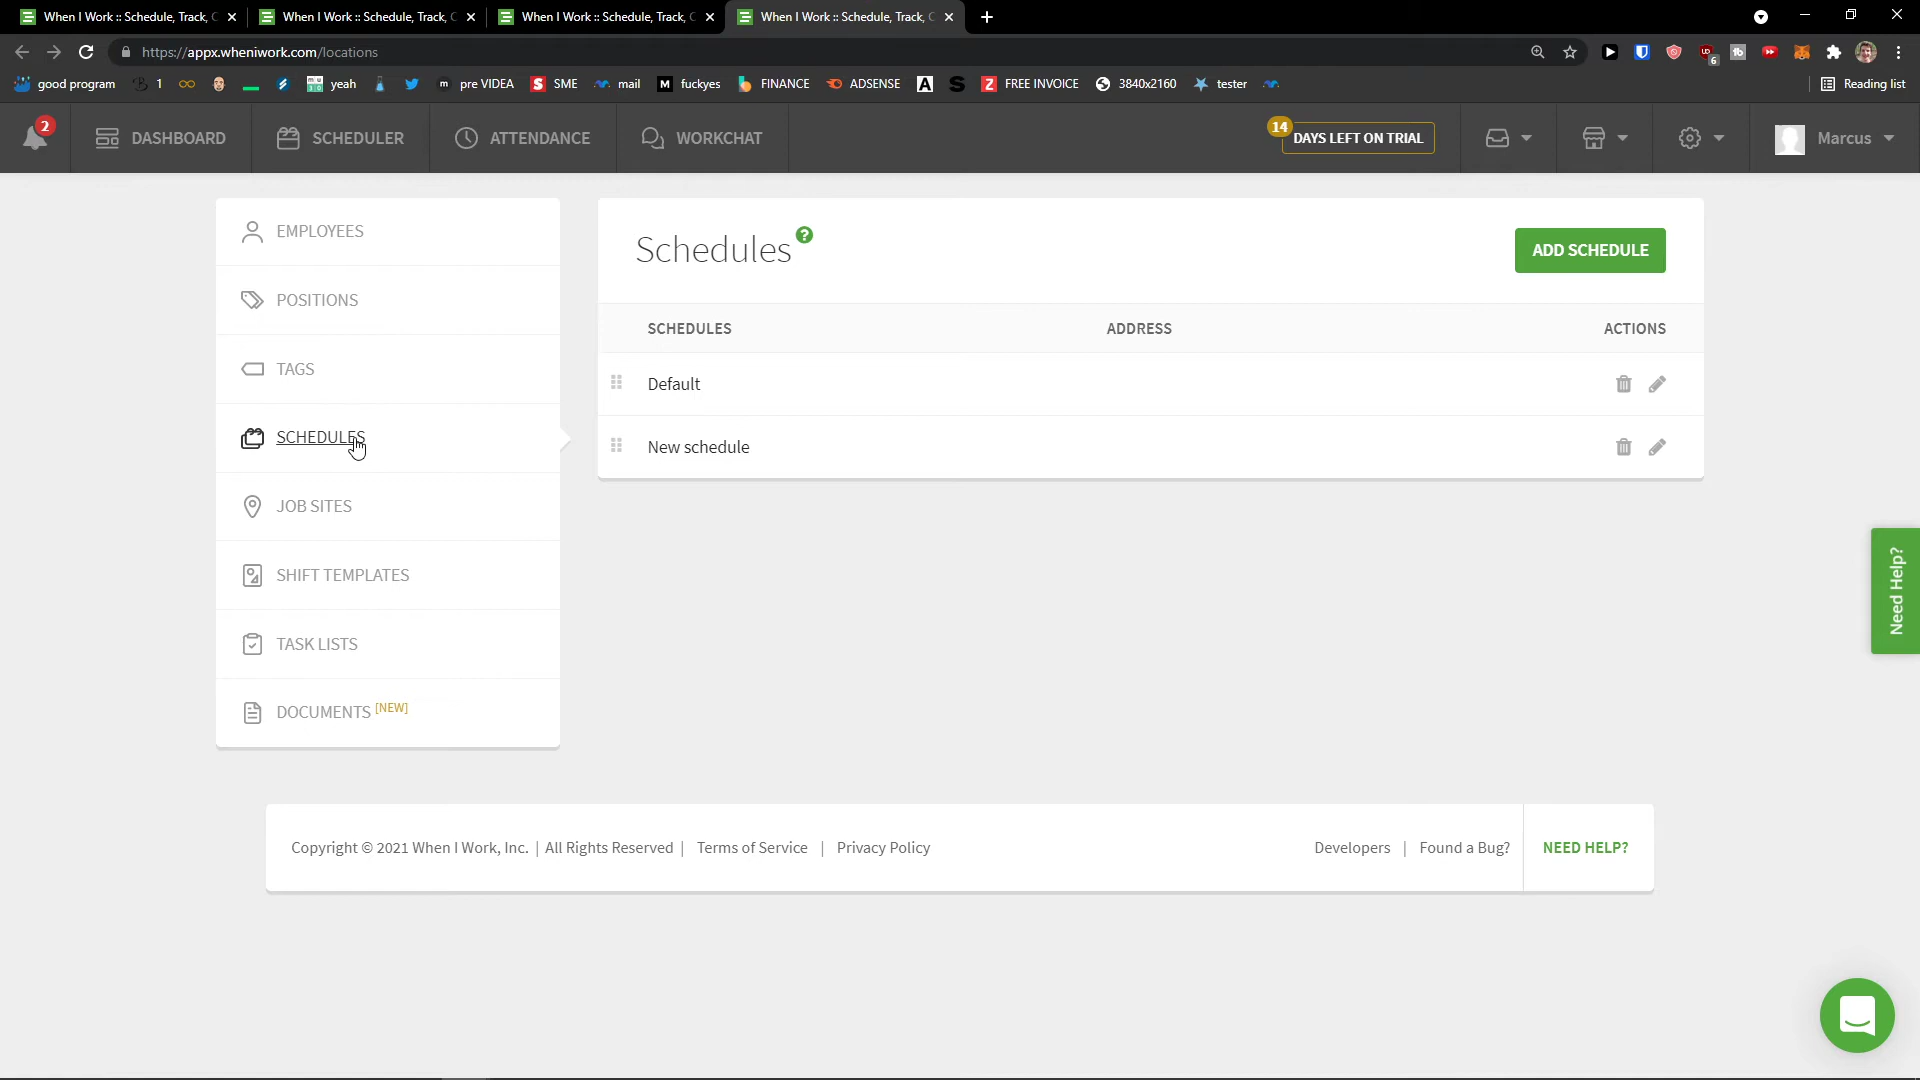 When I Work :: Schedule, Track, C
When I Work :: Schedule, Track, C
When I Work :: Schedule, Track, C
When I Work :: Schedule, Track, C
https://appx.wheniwork.com/locations
6
good program
1
yeah
pre VIDEA
SME
mail
fuckyes
FINANCE
ADSENSE
FREE INVOICE
3840x2160
tester
Reading list
2
DASHBOARD
SCHEDULER
ATTENDANCE
WORKCHAT
14
DAYS LEFT ON TRIAL
Marcus
EMPLOYEES
POSITIONS
TAGS
SCHEDULES
JOB SITES
SHIFT TEMPLATES
TASK LISTS
DOCUMENTS [NEW]
Schedules ?
ADD SCHEDULE
SCHEDULES ADDRESS ACTIONS
Default
New schedule
Need Help?
Copyright © 2021 When I Work, Inc. | All Rights Reserved | Terms of Service | Privacy Policy
Developers | Found a Bug?
NEED HELP?